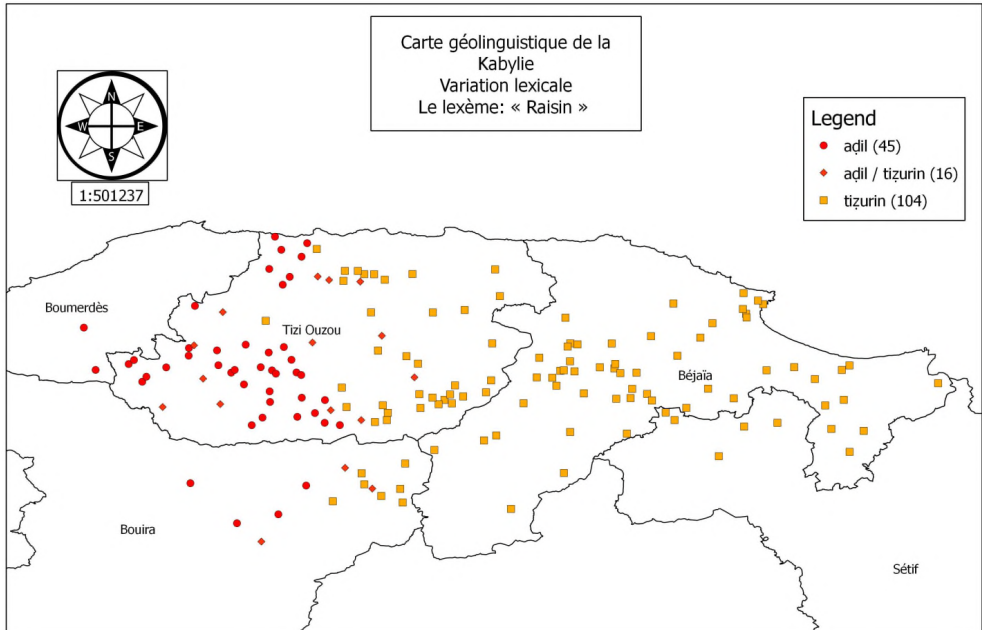 Carte géolinguistique de la
Kabylie
Variation lexicale
Le lexème: « Raisin »
N
W E
S
1:501237
Legend
aḍil (45)
aḍil / tiẓurin (16)
tiẓurin (104)
Boumerdès
Tizi Ouzou
Béjaïa
Bouira
Sétif